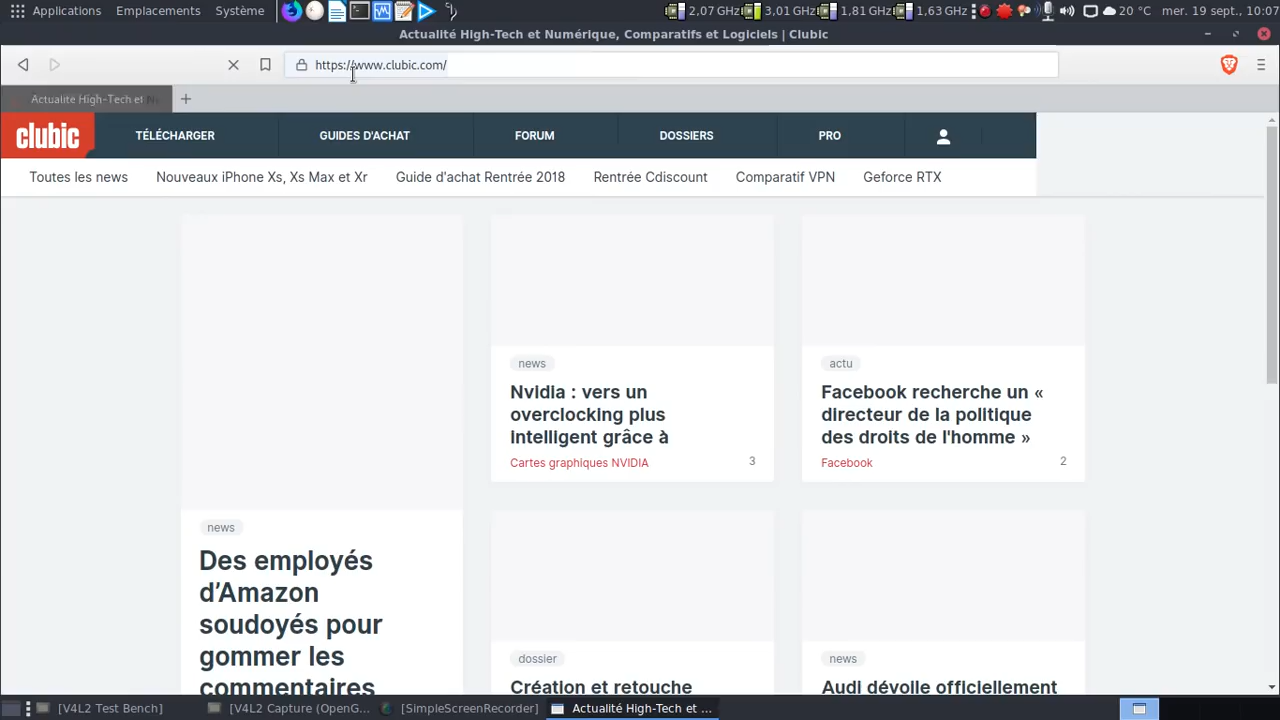 Applications Emplacements Système 2,07 GHz 3,01 GHz 1,81 GHz 1,63 GHz 20 °C mer. 19 sept., 10:07
Actualité High-Tech et Numérique, Comparatifs et Logiciels | Clubic
https://www.clubic.com/
Actualité High-Tech et
clubic TÉLÉCHARGER GUIDES D'ACHAT FORUM DOSSIERS PRO
Toutes les news Nouveaux iPhone Xs, Xs Max et Xr Guide d'achat Rentrée 2018 Rentrée Cdiscount Comparatif VPN Geforce RTX
news
Nvidia : vers un
overclocking plus
intelligent grâce à
Cartes graphiques NVIDIA 3
actu
Facebook recherche un «
directeur de la politique
des droits de l'homme »
Facebook 2
news
Des employés
d’Amazon
soudoyés pour
gommer les
commentaires
dossier
Création et retouche
news
Audi dévoile officiellement
[V4L2 Test Bench] [V4L2 Capture (OpenG... [SimpleScreenRecorder] Actualité High-Tech et ...